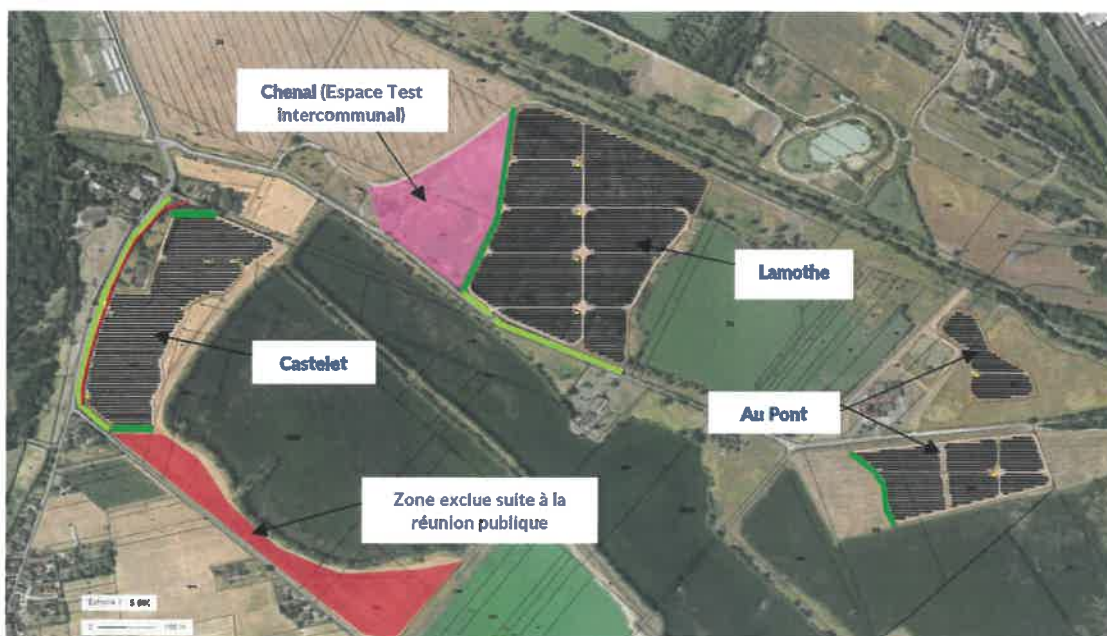 Chenal (Espace Test
intercommunal)
Lamothe
Castelet
Au Pont
Zone exclue suite à la
réunion publique